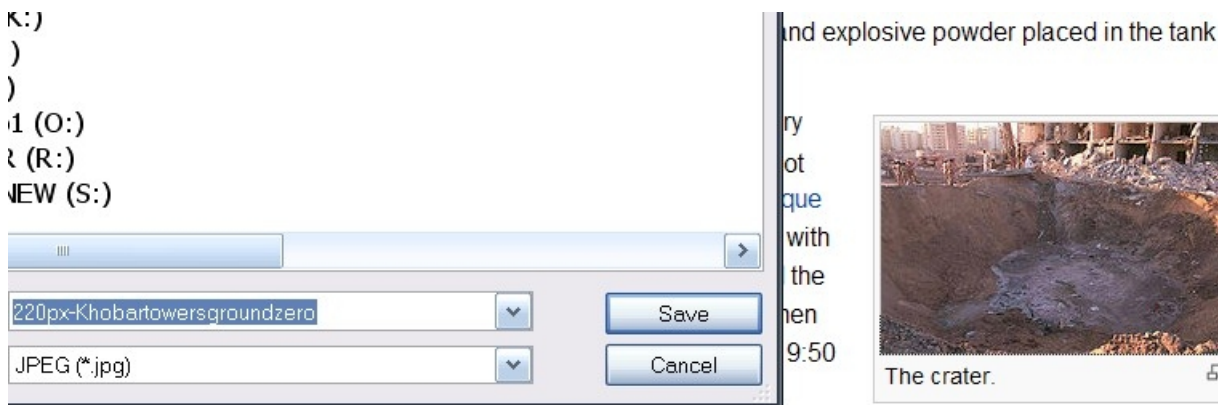 K:)
)
)
1 (O:)
R (R:)
NEW (S:)
220px-Khobartowersgroundzero
Save
JPEG (*.jpg)
Cancel
and explosive powder placed in the tank
ry
ot
que
with
the
hen
9:50
The crater.